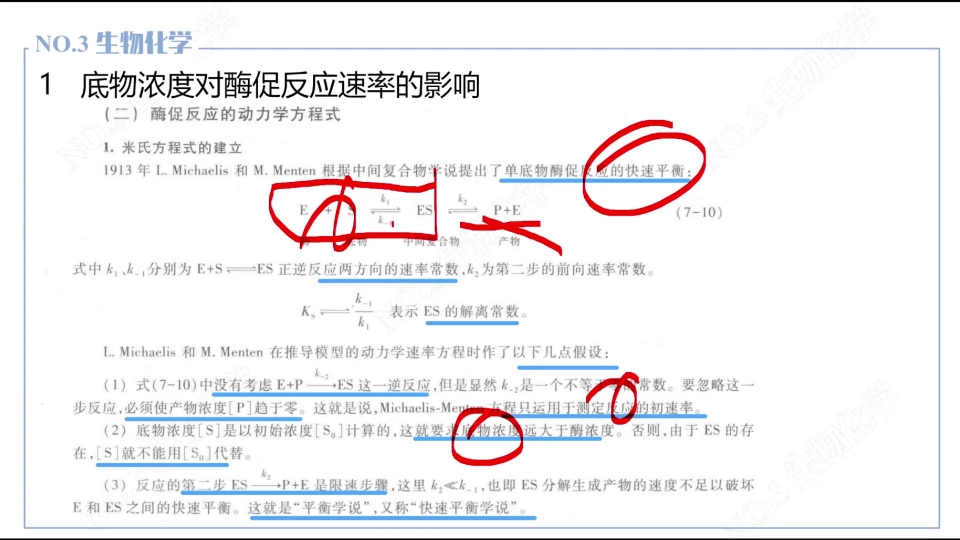 NO.3 生物化学
1 底物浓度对酶促反应速率的影响
(二) 酶促反应的动力学方程式
1. 米氏方程式的建立
1913 年 L. Michaelis 和 M. Menten 根据中间复合物学说提出了单底物酶促反应的快速平衡:
E + S k₁ ⇌ k₋₁ ES k₂ ⇌ P+E (7-10)
底物 中间复合物 产物
式中 k₁、k₋₁分别为 E+S⇌ES 正逆反应两方向的速率常数,k₂为第二步的前向速率常数。
Kₛ ⇌ k₋₁/k₁ 表示 ES 的解离常数。
L. Michaelis 和 M. Menten 在推导模型的动力学速率方程时作了以下几点假设:
(1) 式(7-10)中没有考虑 E+P k₋₂→ES 这一逆反应,但是显然 k₋₂是一个不等于零的常数。要忽略这一
步反应,必须使产物浓度[P]趋于零。这就是说,Michaelis-Menten 方程只运用于测定反应的初速率。
(2) 底物浓度[S]是以初始浓度[S₀]计算的,这就要求底物浓度远大于酶浓度。否则,由于 ES 的存
在,[S]就不能用[S₀]代替。
(3) 反应的第二步 ES k₂→P+E 是限速步骤,这里 k₂≪k₋₁,也即 ES 分解生成产物的速度不足以破坏
E 和 ES 之间的快速平衡。这就是“平衡学说”,又称“快速平衡学说”。